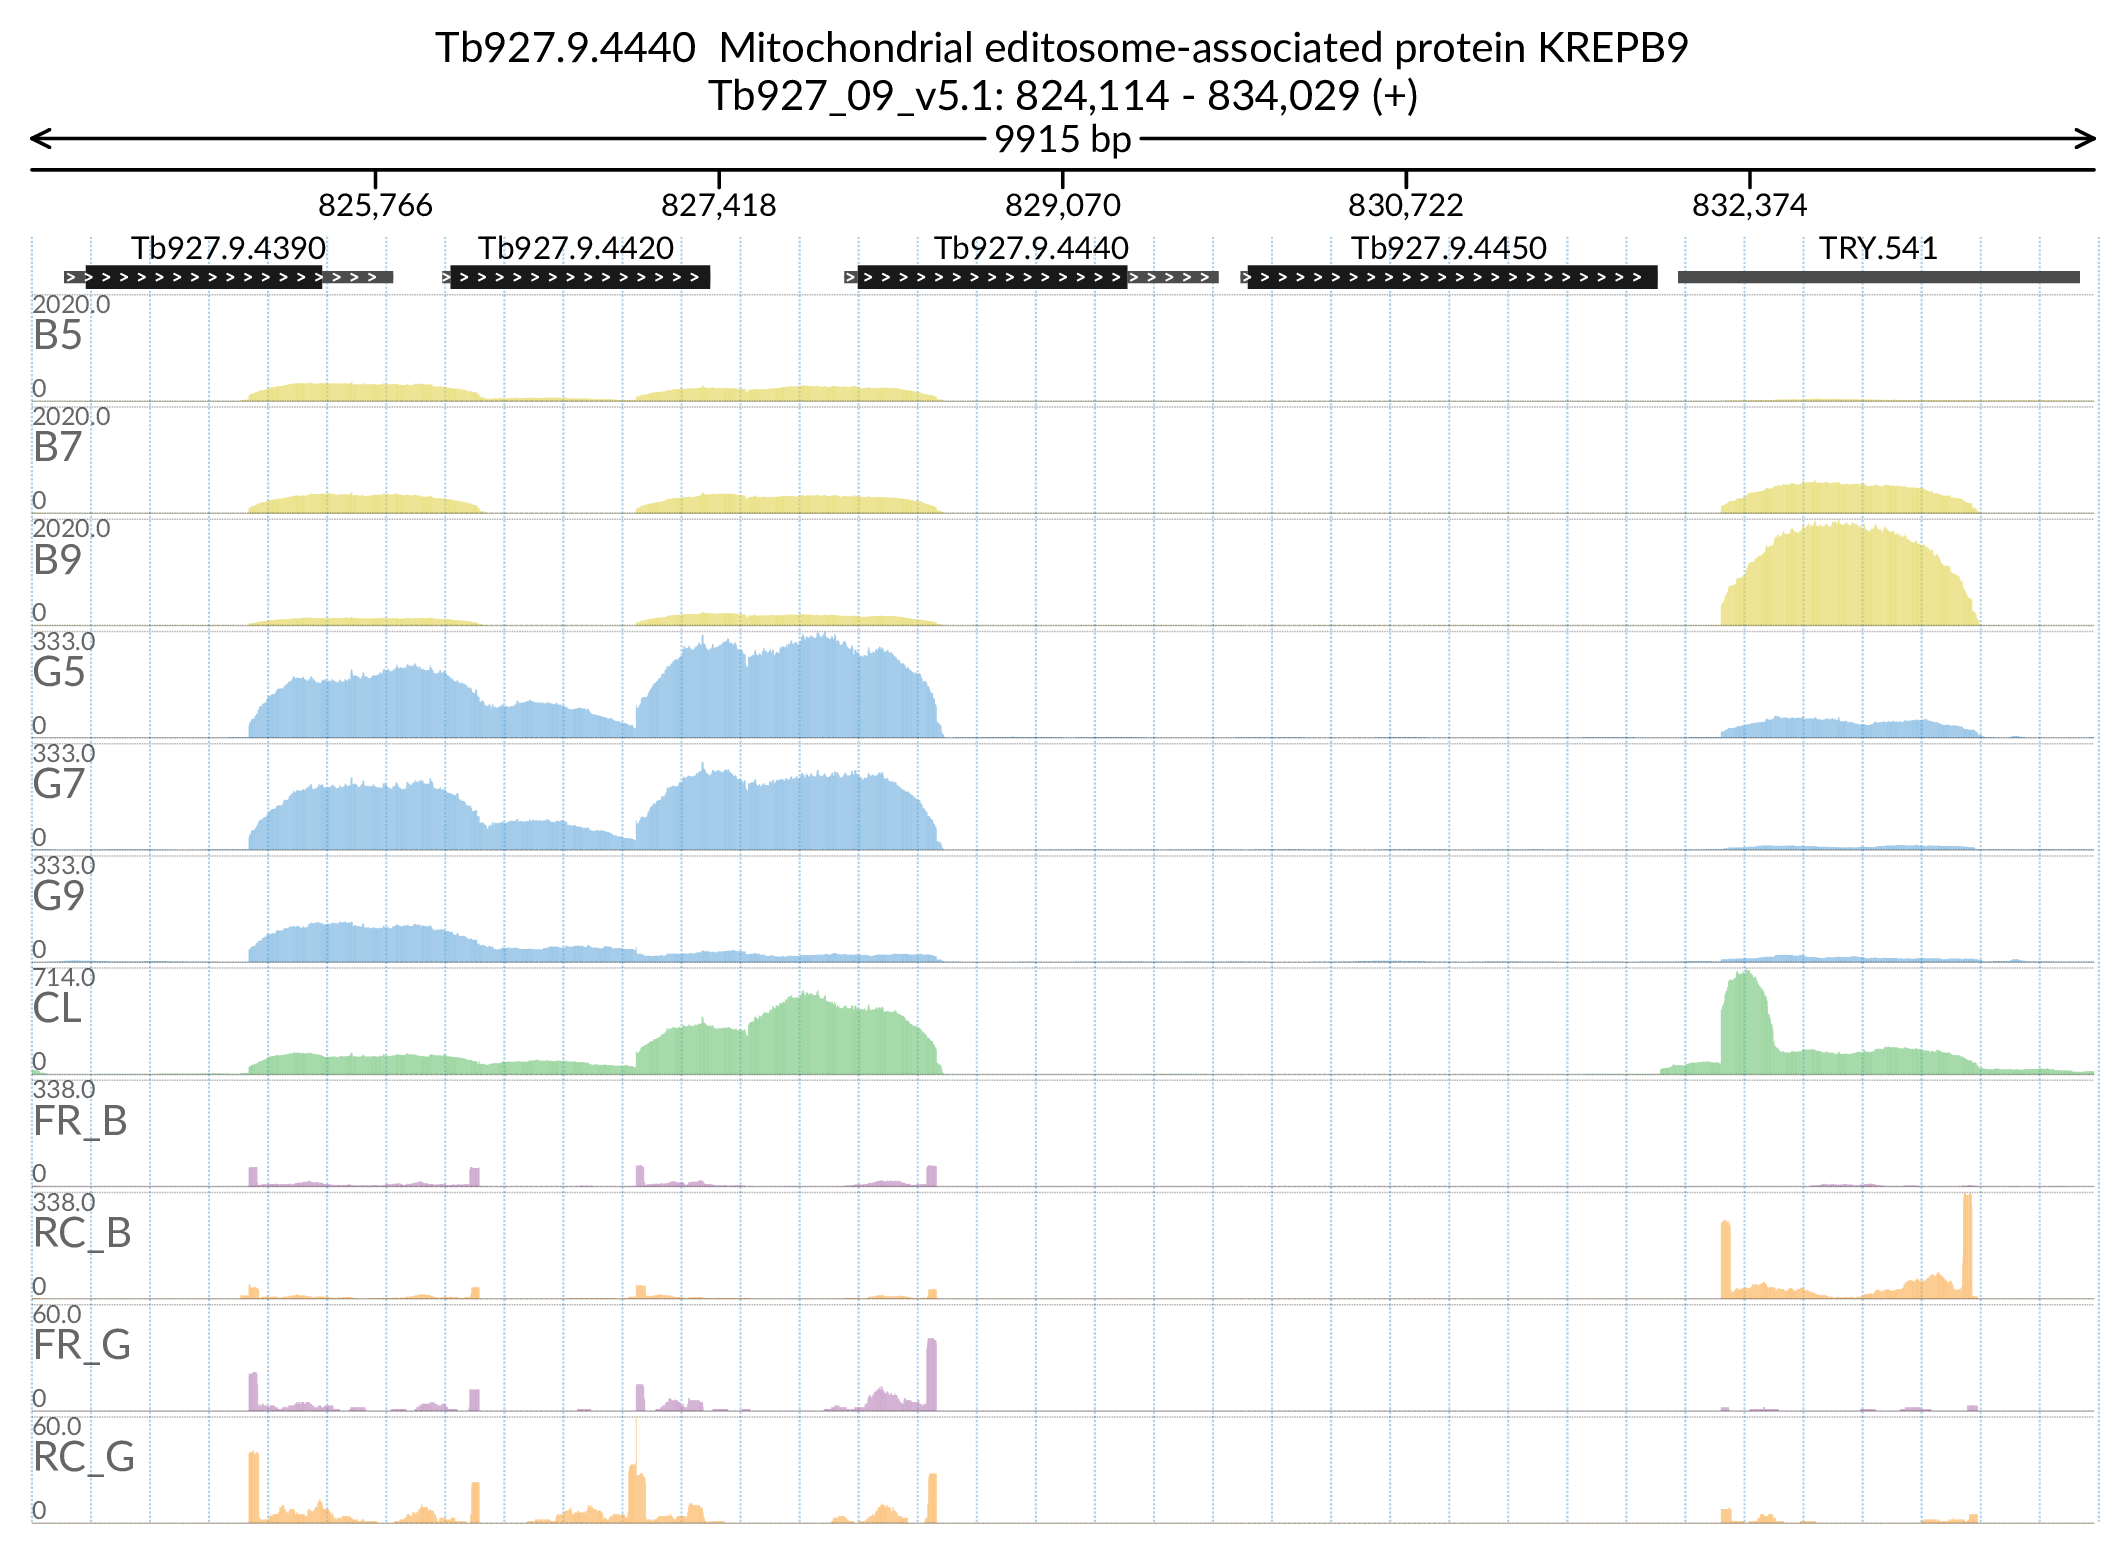 Tb927.9.4440 Mitochondrial editosome-associated protein KREPB9
Tb927_09_v5.1: 824,114 - 834,029 (+)
9915 bp
825,766 827,418 829,070 830,722 832,374
Tb927.9.4390 Tb927.9.4420 Tb927.9.4440 Tb927.9.4450 TRY.541
2020.0
B5
0
2020.0
B7
0
2020.0
B9
0
333.0
G5
0
333.0
G7
0
333.0
G9
0
714.0
CL
0
338.0
FR_B
0
338.0
RC_B
0
60.0
FR_G
0
60.0
RC_G
0